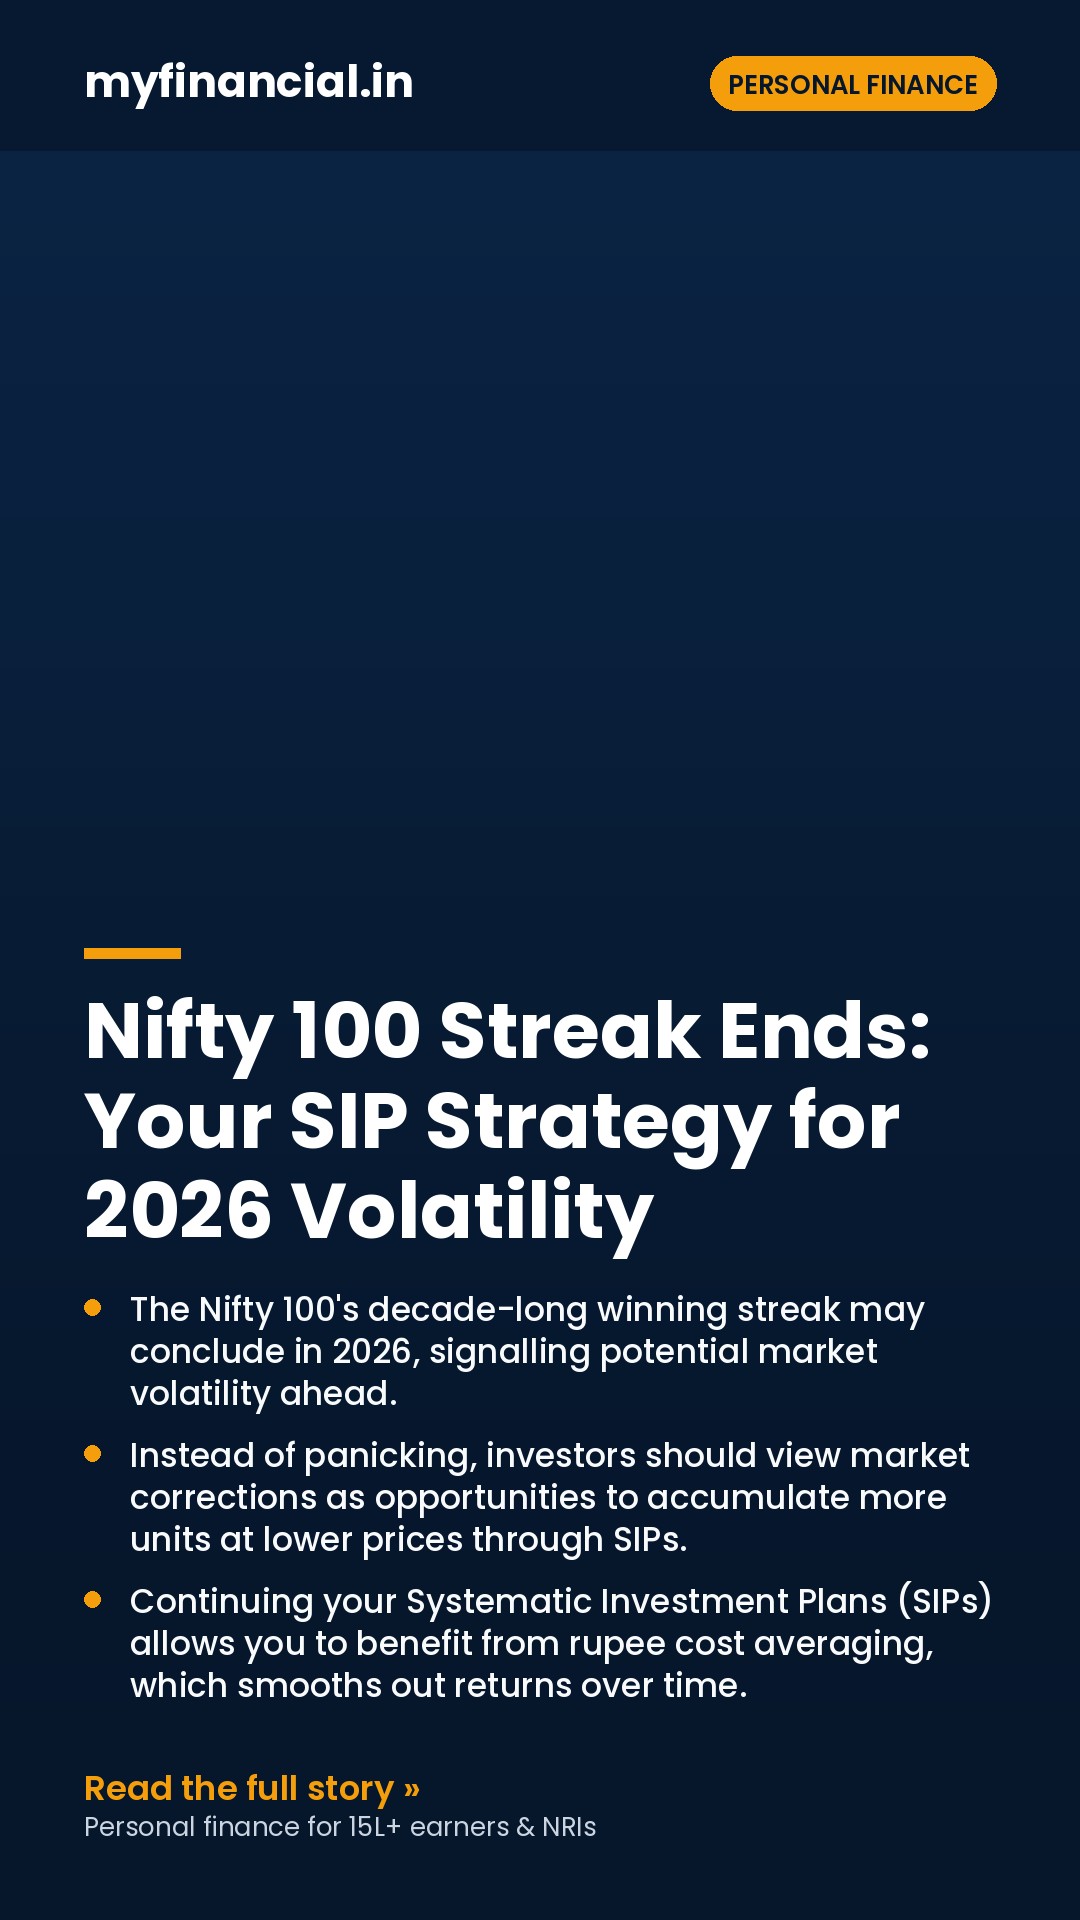 myfinancial.in
PERSONAL FINANCE
Nifty 100 Streak Ends:
Your SIP Strategy for
2026 Volatility
The Nifty 100's decade-long winning streak may
conclude in 2026, signalling potential market
volatility ahead.
Instead of panicking, investors should view market
corrections as opportunities to accumulate more
units at lower prices through SIPs.
Continuing your Systematic Investment Plans (SIPs)
allows you to benefit from rupee cost averaging,
which smooths out returns over time.
Read the full story »
Personal finance for 15L+ earners & NRIs